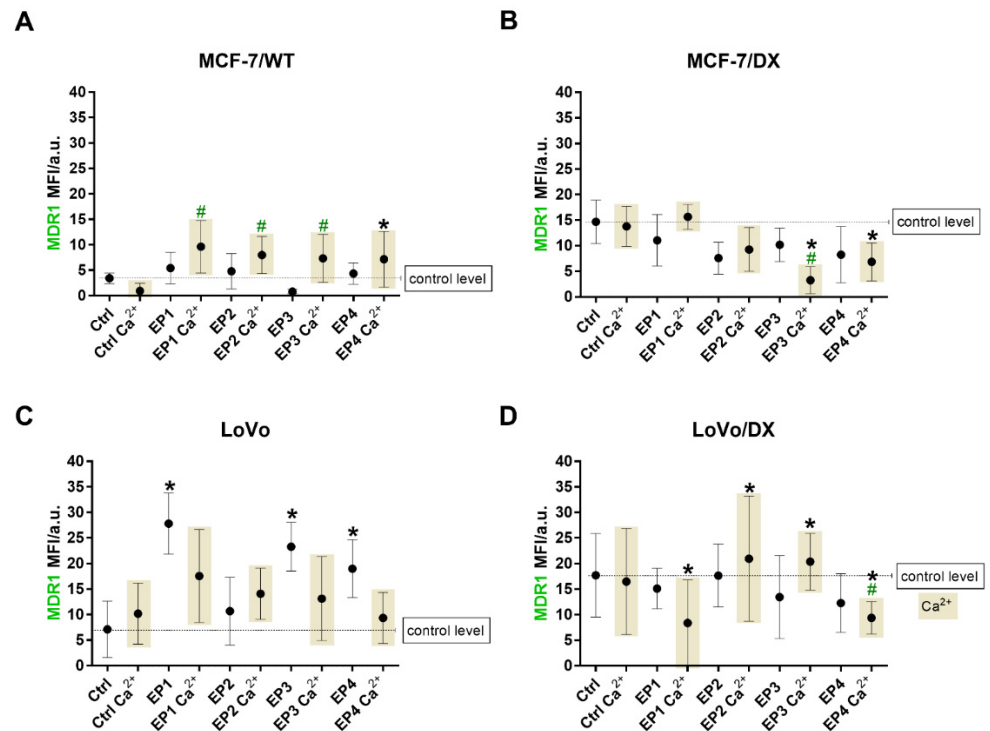 A
MCF-7/WT
MDR1 MFI/a.u.
40
35
30
25
20
15
10
5
0
#
#
#
*
control level
Ctrl
Ctrl Ca²⁺
EP1
EP1 Ca²⁺
EP2
EP2 Ca²⁺
EP3
EP3 Ca²⁺
EP4
EP4 Ca²⁺
B
MCF-7/DX
MDR1 MFI/a.u.
40
35
30
25
20
15
10
5
0
*
#
*
control level
Ctrl
Ctrl Ca²⁺
EP1
EP1 Ca²⁺
EP2
EP2 Ca²⁺
EP3
EP3 Ca²⁺
EP4
EP4 Ca²⁺
C
LoVo
MDR1 MFI/a.u.
40
35
30
25
20
15
10
5
0
*
*
*
control level
Ctrl
Ctrl Ca²⁺
EP1
EP1 Ca²⁺
EP2
EP2 Ca²⁺
EP3
EP3 Ca²⁺
EP4
EP4 Ca²⁺
D
LoVo/DX
MDR1 MFI/a.u.
40
35
30
25
20
15
10
5
0
*
*
*
*
#
control level
Ca²⁺
Ctrl
Ctrl Ca²⁺
EP1
EP1 Ca²⁺
EP2
EP2 Ca²⁺
EP3
EP3 Ca²⁺
EP4
EP4 Ca²⁺